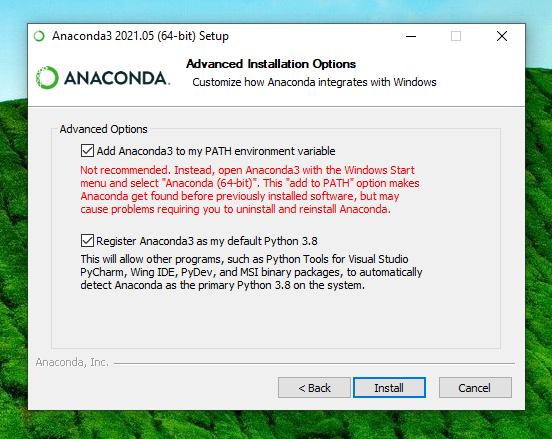 Anaconda3 2021.05 (64-bit) Setup
ANACONDA.
Advanced Installation Options
Customize how Anaconda integrates with Windows
Advanced Options
Add Anaconda3 to my PATH environment variable
Not recommended. Instead, open Anaconda3 with the Windows Start
menu and select "Anaconda (64-bit)". This "add to PATH" option makes
Anaconda get found before previously installed software, but may
cause problems requiring you to uninstall and reinstall Anaconda.
Register Anaconda3 as my default Python 3.8
This will allow other programs, such as Python Tools for Visual Studio
PyCharm, Wing IDE, PyDev, and MSI binary packages, to automatically
detect Anaconda as the primary Python 3.8 on the system.
Anaconda, Inc.
< Back
Install
Cancel